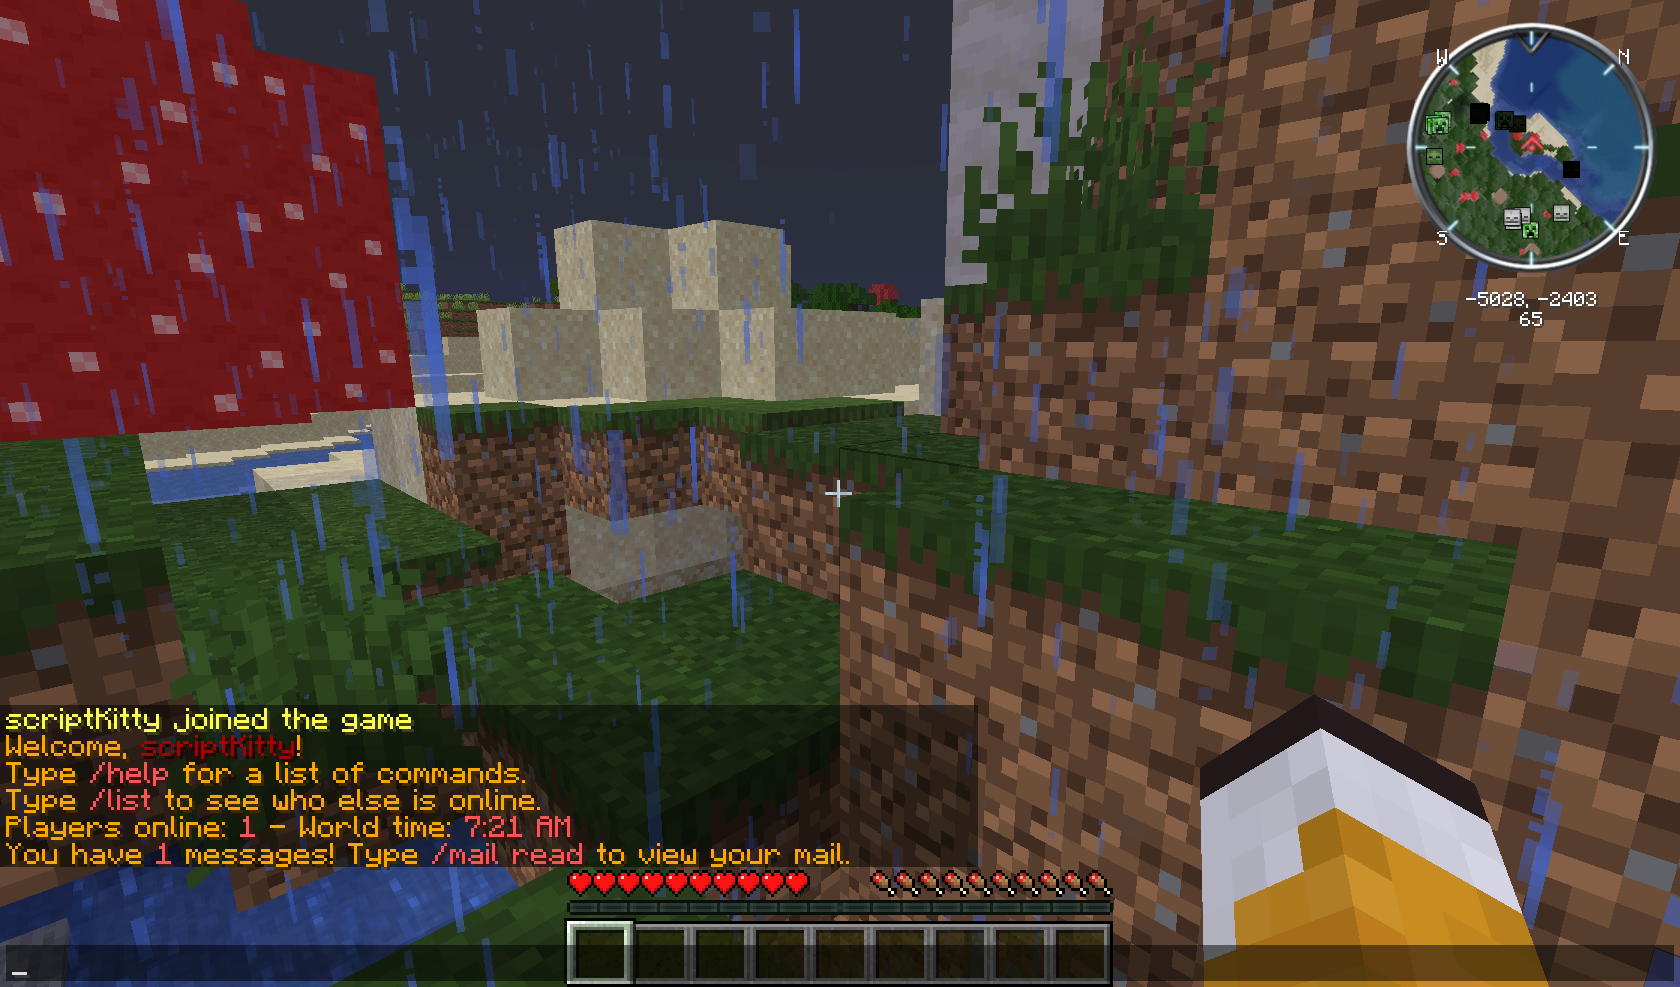 W N
S E
-5028, -2403
65
scriptKitty joined the game
Welcome, scriptKitty!
Type /help for a list of commands.
Type /list to see who else is online.
Players online: 1 - World time: 7:21 AM
You have 1 messages! Type /mail read to view your mail.
_